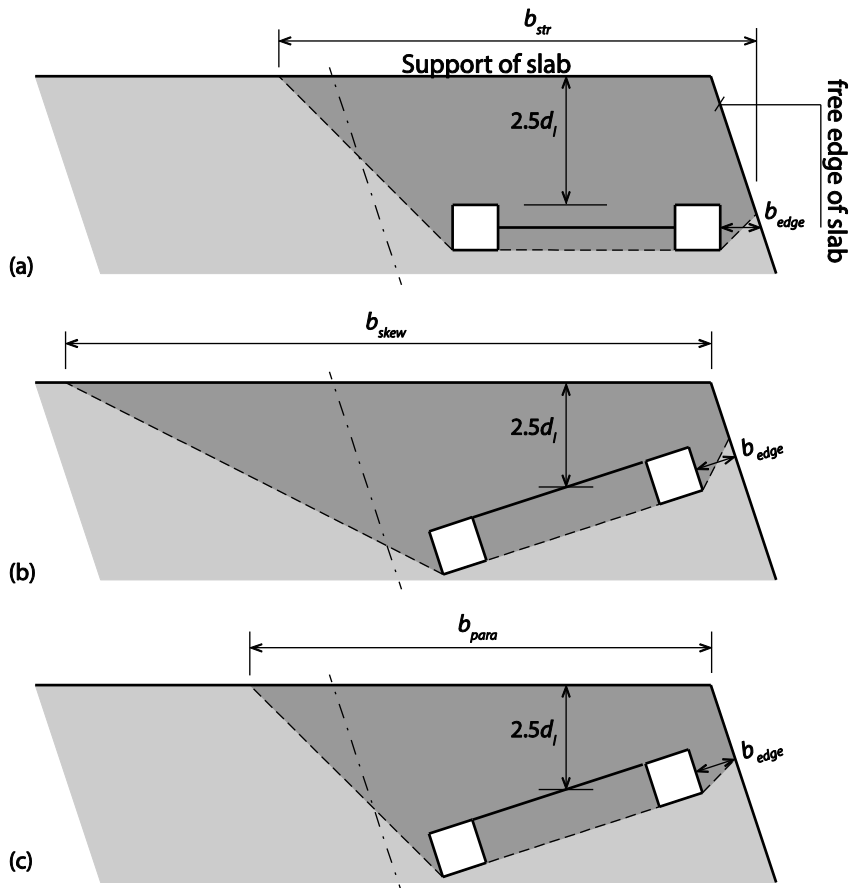 b_str
Support of slab
free edge of slab
2.5d_l
b_edge
(a)
b_skew
2.5d_l
b_edge
(b)
b_para
2.5d_l
b_edge
(c)